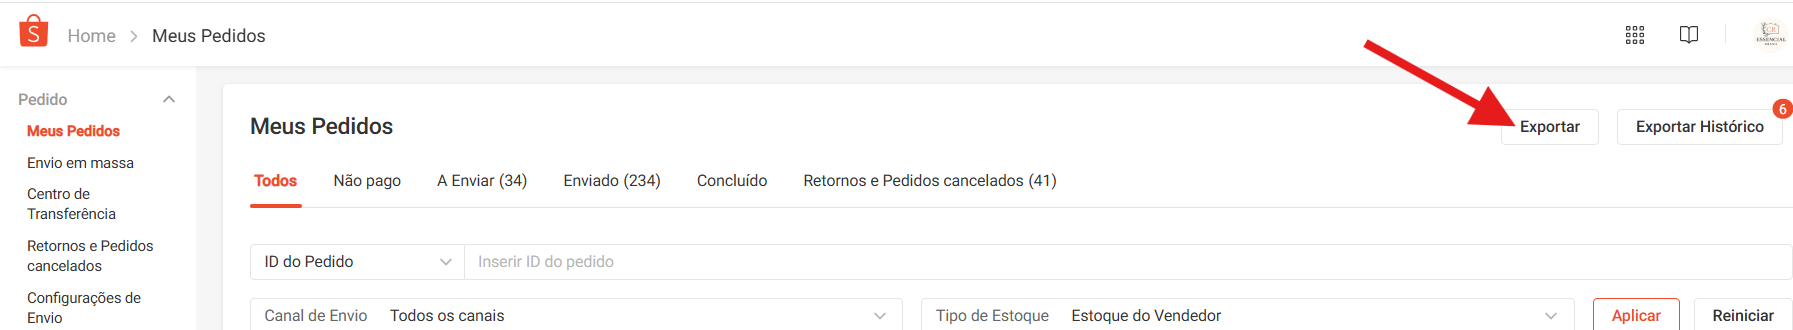 Home > Meus Pedidos
CR
ESSENCIAL
Pedido
Meus Pedidos
Envio em massa
Centro de
Transferência
Retornos e Pedidos
cancelados
Configurações de
Envio
Meus Pedidos
Exportar
Exportar Histórico
6
Todos Não pago A Enviar (34) Enviado (234) Concluído Retornos e Pedidos cancelados (41)
ID do Pedido Inserir ID do pedido
Canal de Envio Todos os canais Tipo de Estoque Estoque do Vendedor Aplicar Reiniciar